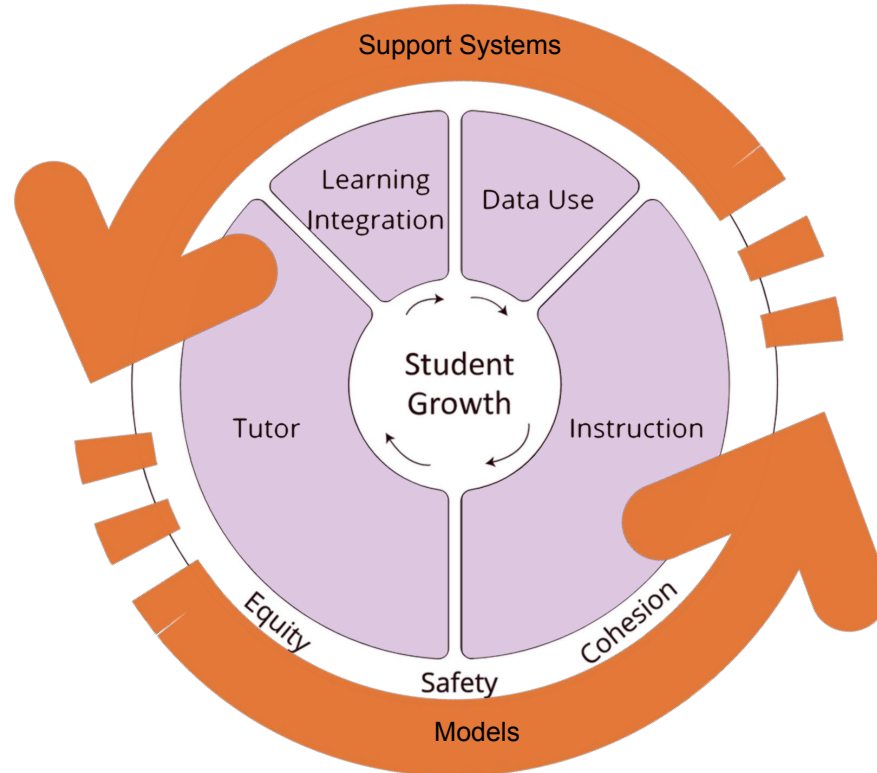 Support Systems
Learning
Integration
Data Use
Student
Growth
Tutor
Instruction
Equity
Safety
Cohesion
Models